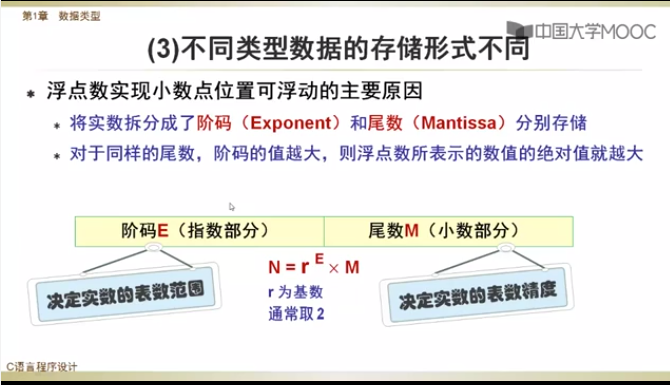 第1章 数据类型
中国大学MOOC
(3)不同类型数据的存储形式不同
* 浮点数实现小数点位置可浮动的主要原因
* 将实数拆分成了阶码（Exponent）和尾数（Mantissa）分别存储
* 对于同样的尾数，阶码的值越大，则浮点数所表示的数值的绝对值就越大
阶码E（指数部分） 尾数M（小数部分）
N = r^E × M
r 为基数
通常取 2
决定实数的表数范围
决定实数的表数精度
C语言程序设计